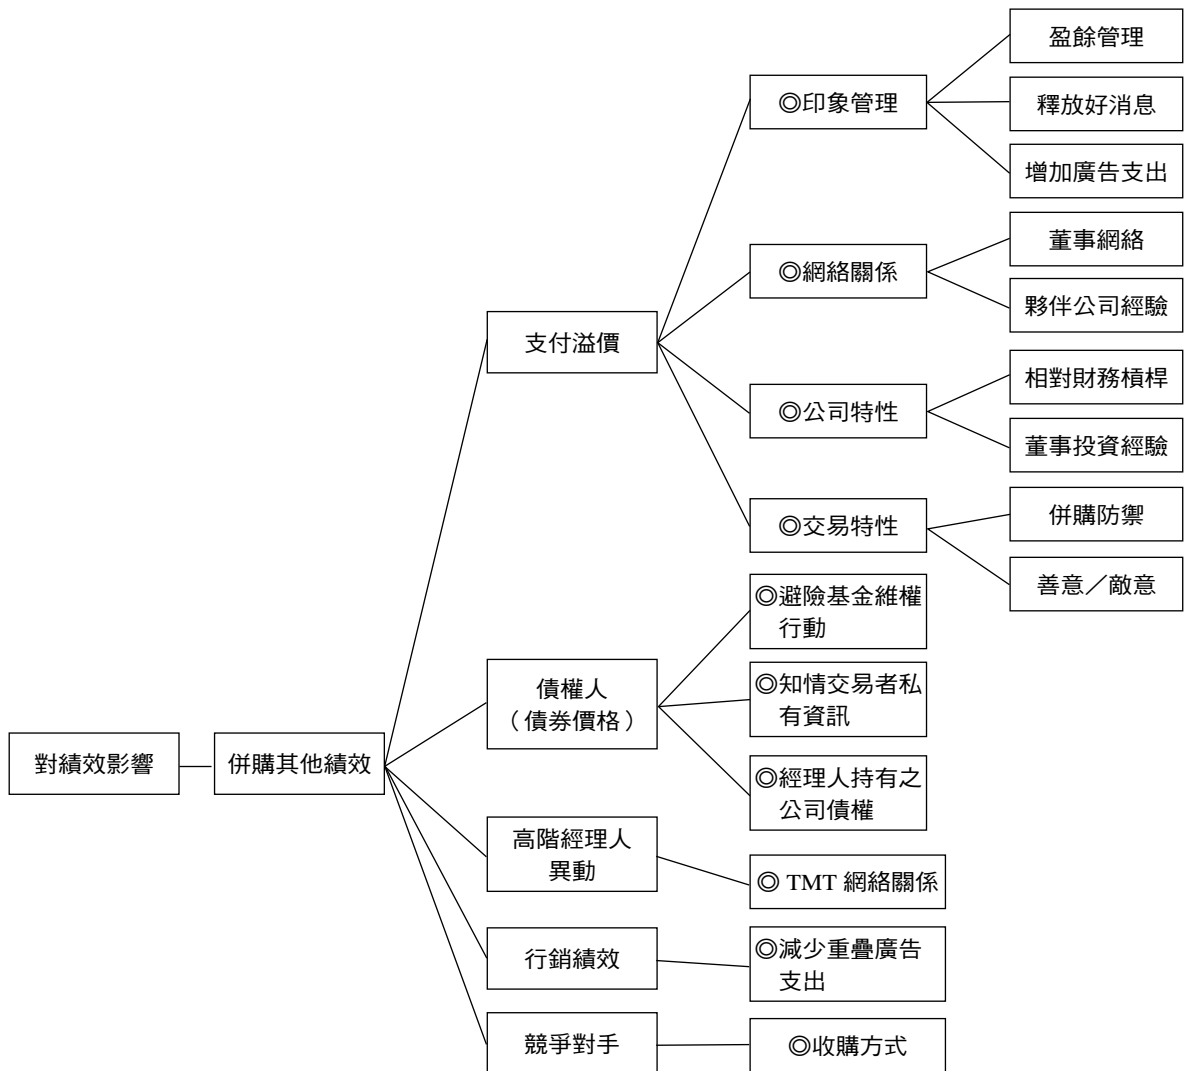 對績效影響
併購其他績效
支付溢價
◎印象管理
盈餘管理
釋放好消息
增加廣告支出
◎網絡關係
董事網絡
夥伴公司經驗
◎公司特性
相對財務槓桿
董事投資經驗
◎交易特性
併購防禦
善意／敵意
債權人
（債券價格）
◎避險基金維權
行動
◎知情交易者私
有資訊
◎經理人持有之
公司債權
高階經理人
異動
◎ TMT 網絡關係
行銷績效
◎減少重疊廣告
支出
競爭對手
◎收購方式